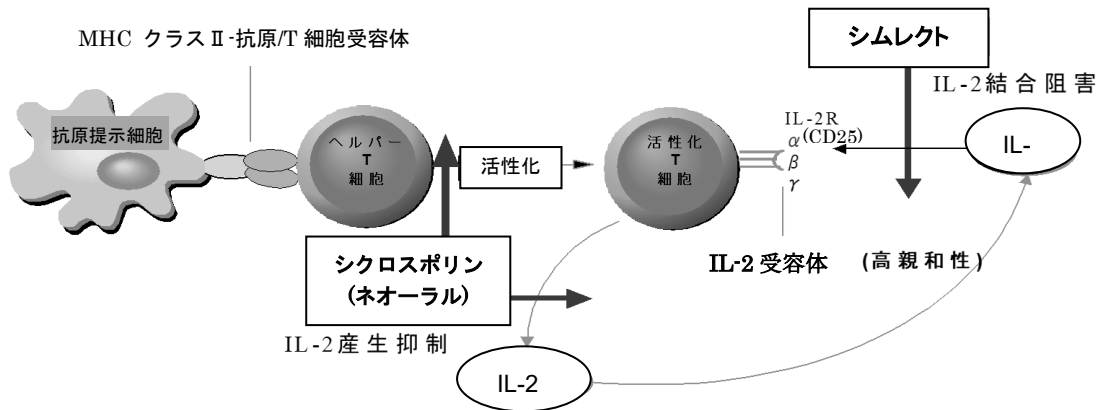 MHC クラスⅡ-抗原/T 細胞受容体
シムレクト
IL-2結合阻害
抗原提示細胞
ヘルパー
T
細胞
活性化
活性化
T
細胞
IL-2R
α(CD25)
β
γ
IL-
シクロスポリン
(ネオーラル)
IL-2産生抑制
IL-2 受容体
(高親和性)
IL-2